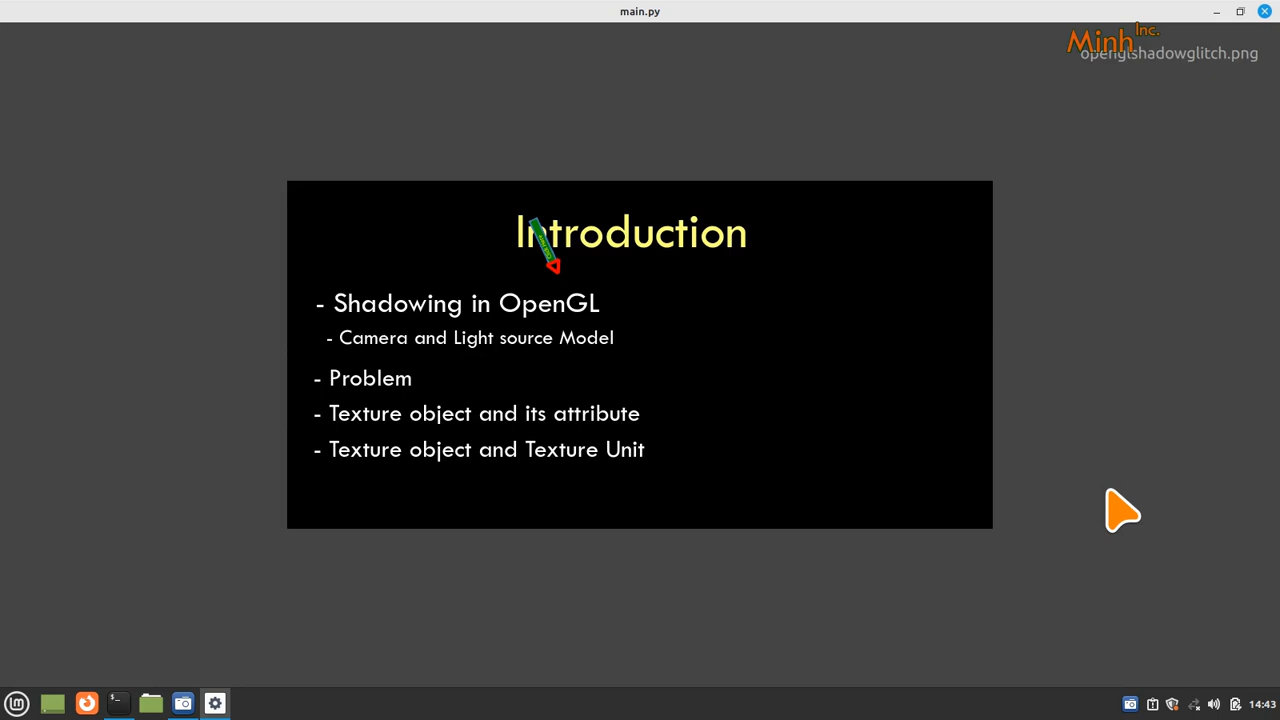 main.py
Minh Inc.
openglshadowglitch.png
Introduction
- Shadowing in OpenGL
- Camera and Light source Model
- Problem
- Texture object and its attribute
- Texture object and Texture Unit
14:43